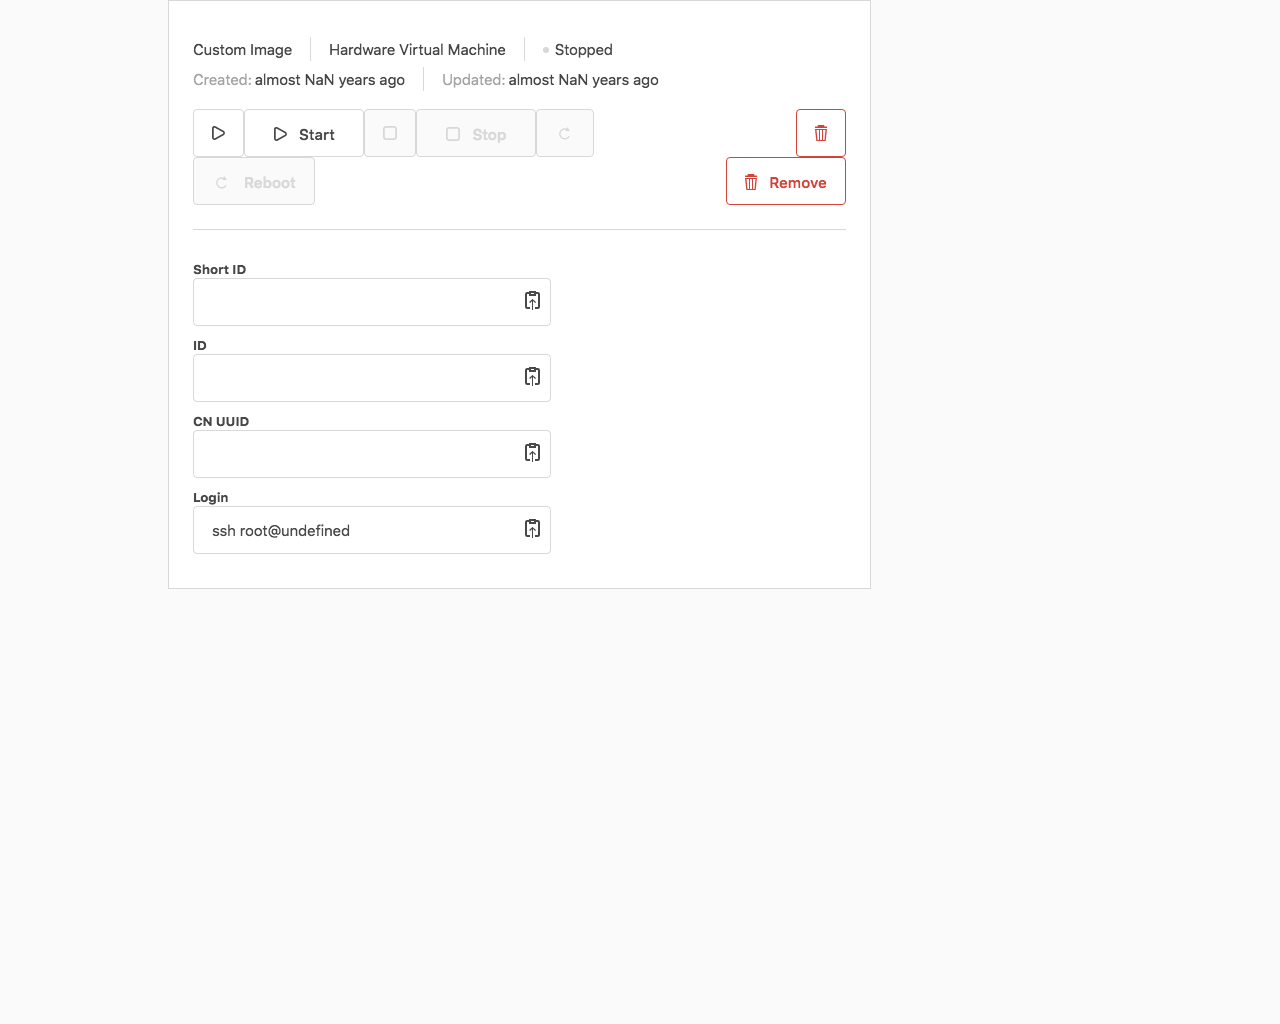 Custom Image Hardware Virtual Machine Stopped
Created: almost NaN years ago Updated: almost NaN years ago
Start Stop
Reboot Remove
Short ID
ID
CN UUID
Login
ssh root@undefined